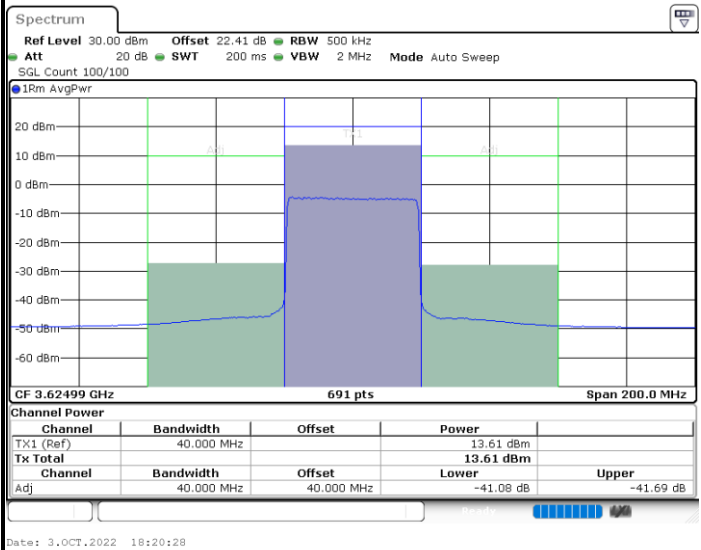 Spectrum
Ref Level 30.00 dBm Offset 22.41 dB RBW 500 kHz
Att 20 dB SWT 200 ms VBW 2 MHz Mode Auto Sweep
SGL Count 100/100
1Rm AvgPwr
20 dBm
TX1
10 dBm
Adj
Adj
0 dBm
-10 dBm
-20 dBm
-30 dBm
-40 dBm
-50 dBm
-60 dBm
CF 3.62499 GHz 691 pts Span 200.0 MHz
Channel Power
Channel Bandwidth Offset Power
TX1 (Ref) 40.000 MHz 13.61 dBm
Tx Total 13.61 dBm
Channel Bandwidth Offset Lower Upper
Adj 40.000 MHz 40.000 MHz -41.08 dB -41.69 dB
Ready
Date: 3.OCT.2022 18:20:28